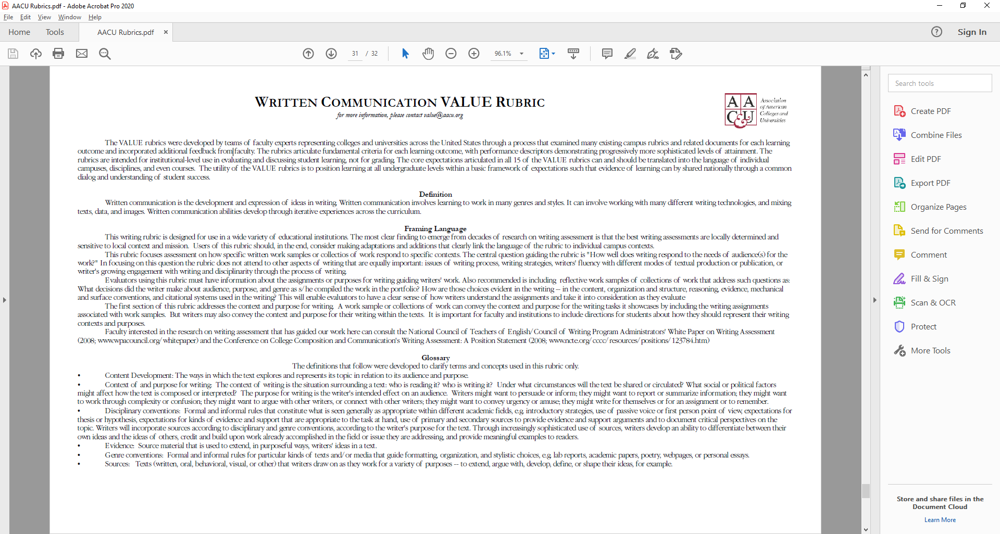 AACU Rubrics.pdf - Adobe Acrobat Pro 2020
File Edit View Window Help
Home Tools AACU Rubrics.pdf × Sign In
31 / 32 96.1%
WRITTEN COMMUNICATION VALUE RUBRIC
for more information, please contact value@aacu.org
A A C & U
Association
of American
Colleges and
Universities
The VALUE rubrics were developed by teams of faculty experts representing colleges and universities across the United States through a process that examined many existing campus rubrics and related documents for each learning
outcome and incorporated additional feedback from faculty. The rubrics articulate fundamental criteria for each learning outcome, with performance descriptors demonstrating progressively more sophisticated levels of attainment. The
rubrics are intended for institutional-level use in evaluating and discussing student learning, not for grading. The core expectations articulated in all 15 of the VALUE rubrics can and should be translated into the language of individual
campuses, disciplines, and even courses. The utility of the VALUE rubrics is to position learning at all undergraduate levels within a basic framework of expectations such that evidence of learning can by shared nationally through a common
dialog and understanding of student success.
Definition
Written communication is the development and expression of ideas in writing. Written communication involves learning to work in many genres and styles. It can involve working with many different writing technologies, and mixing
texts, data, and images. Written communication abilities develop through iterative experiences across the curriculum.
Framing Language
This writing rubric is designed for use in a wide variety of educational institutions. The most clear finding to emerge from decades of research on writing assessment is that the best writing assessments are locally determined and
sensitive to local context and mission. Users of this rubric should, in the end, consider making adaptations and additions that clearly link the language of the rubric to individual campus contexts.
This rubric focuses assessment on how specific written work samples or collectios of work respond to specific contexts. The central question guiding the rubric is "How well does writing respond to the needs of audience(s) for the
work?" In focusing on this question the rubric does not attend to other aspects of writing that are equally important: issues of writing process, writing strategies, writers' fluency with different modes of textual production or publication, or
writer's growing engagement with writing and disciplinarity through the process of writing.
Evaluators using this rubric must have information about the assignments or purposes for writing guiding writers' work. Also recommended is including reflective work samples of collections of work that address such questions as:
What decisions did the writer make about audience, purpose, and genre as s/he compiled the work in the portfolio? How are those choices evident in the writing -- in the content, organization and structure, reasoning, evidence, mechanical
and surface conventions, and citational systems used in the writing? This will enable evaluators to have a clear sense of how writers understand the assignments and take it into consideration as they evaluate
The first section of this rubric addresses the context and purpose for writing. A work sample or collections of work can convey the context and purpose for the writing tasks it showcases by including the writing assignments
associated with work samples. But writers may also convey the context and purpose for their writing within the texts. It is important for faculty and institutions to include directions for students about how they should represent their writing
contexts and purposes.
Faculty interested in the research on writing assessment that has guided our work here can consult the National Council of Teachers of English/Council of Writing Program Administrators' White Paper on Writing Assessment
(2008; www.wpacouncil.org/whitepaper) and the Conference on College Composition and Communication's Writing Assessment: A Position Statement (2008; www.ncte.org/cccc/resources/positions/123784.htm)
Glossary
The definitions that follow were developed to clarify terms and concepts used in this rubric only.
• Content Development: The ways in which the text explores and represents its topic in relation to its audience and purpose.
• Context of and purpose for writing: The context of writing is the situation surrounding a text: who is reading it? who is writing it? Under what circumstances will the text be shared or circulated? What social or political factors
might affect how the text is composed or interpreted? The purpose for writing is the writer's intended effect on an audience. Writers might want to persuade or inform; they might want to report or summarize information; they might want
to work through complexity or confusion; they might want to argue with other writers, or connect with other writers; they might want to convey urgency or amuse; they might write for themselves or for an assignment or to remember.
• Disciplinary conventions: Formal and informal rules that constitute what is seen generally as appropriate within different academic fields, e.g. introductory strategies, use of passive voice or first person point of view, expectations for
thesis or hypothesis, expectations for kinds of evidence and support that are appropriate to the task at hand, use of primary and secondary sources to provide evidence and support arguments and to document critical perspectives on the
topic. Writers will incorporate sources according to disciplinary and genre conventions, according to the writer's purpose for the text. Through increasingly sophisticated use of sources, writers develop an ability to differentiate between their
own ideas and the ideas of others, credit and build upon work already accomplished in the field or issue they are addressing, and provide meaningful examples to readers.
• Evidence: Source material that is used to extend, in purposeful ways, writers' ideas in a text.
• Genre conventions: Formal and informal rules for particular kinds of texts and/or media that guide formatting, organization, and stylistic choices, e.g. lab reports, academic papers, poetry, webpages, or personal essays.
• Sources: Texts (written, oral, behavioral, visual, or other) that writers draw on as they work for a variety of purposes -- to extend, argue with, develop, define, or shape their ideas, for example.
Search tools
Create PDF
Combine Files
Edit PDF
Export PDF
Organize Pages
Send for Comments
Comment
Fill & Sign
Scan & OCR
Protect
More Tools
Store and share files in the
Document Cloud
Learn More